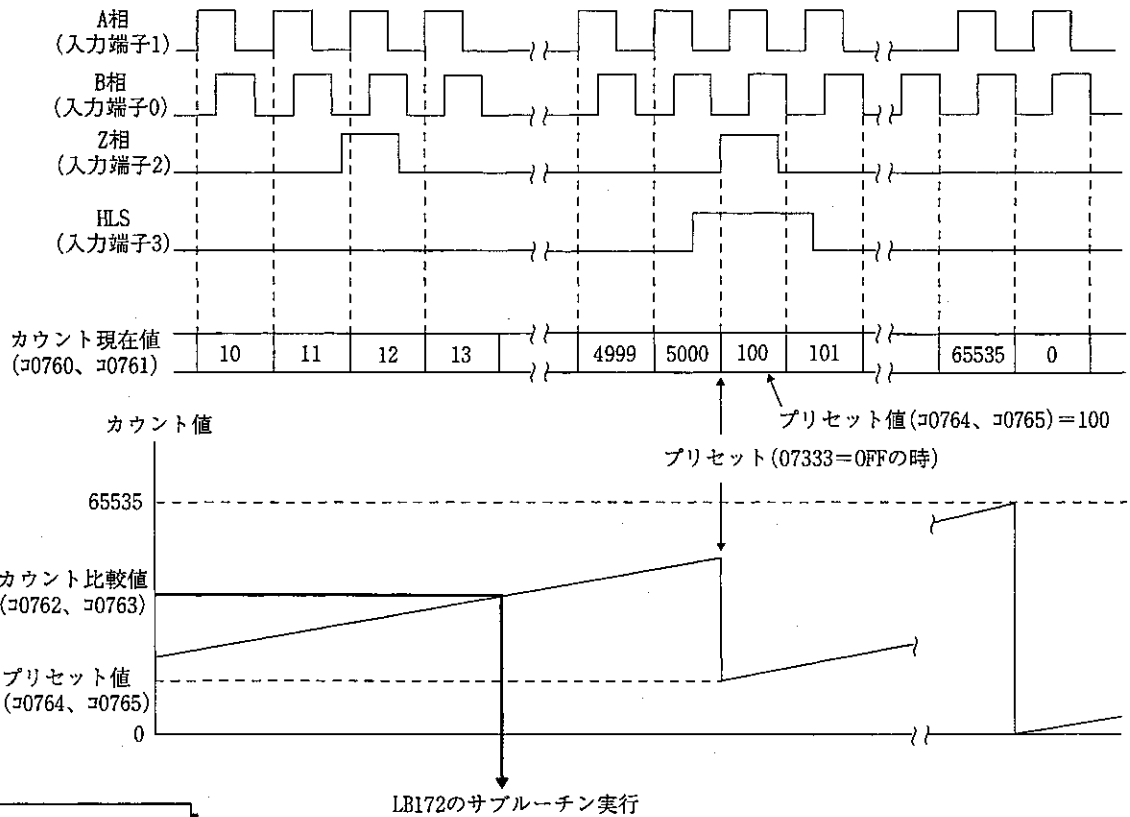 A相
(入力端子1)
B相
(入力端子0)
Z相
(入力端子2)
HLS
(入力端子3)
カウント現在値
(コ0760、コ0761)
10 11 12 13 4999 5000 100 101 65535 0
プリセット値(コ0764、コ0765)=100
カウント値
プリセット(07333=OFFの時)
65535
カウント比較値
(コ0762、コ0763)
プリセット値
(コ0764、コ0765)
0
LB172のサブルーチン実行